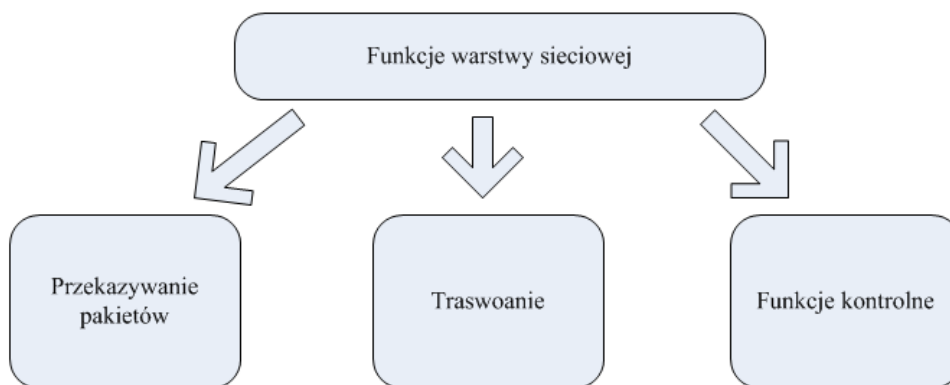 Funkcje warstwy sieciowej
Przekazywanie
pakietów
Traswoanie
Funkcje kontrolne